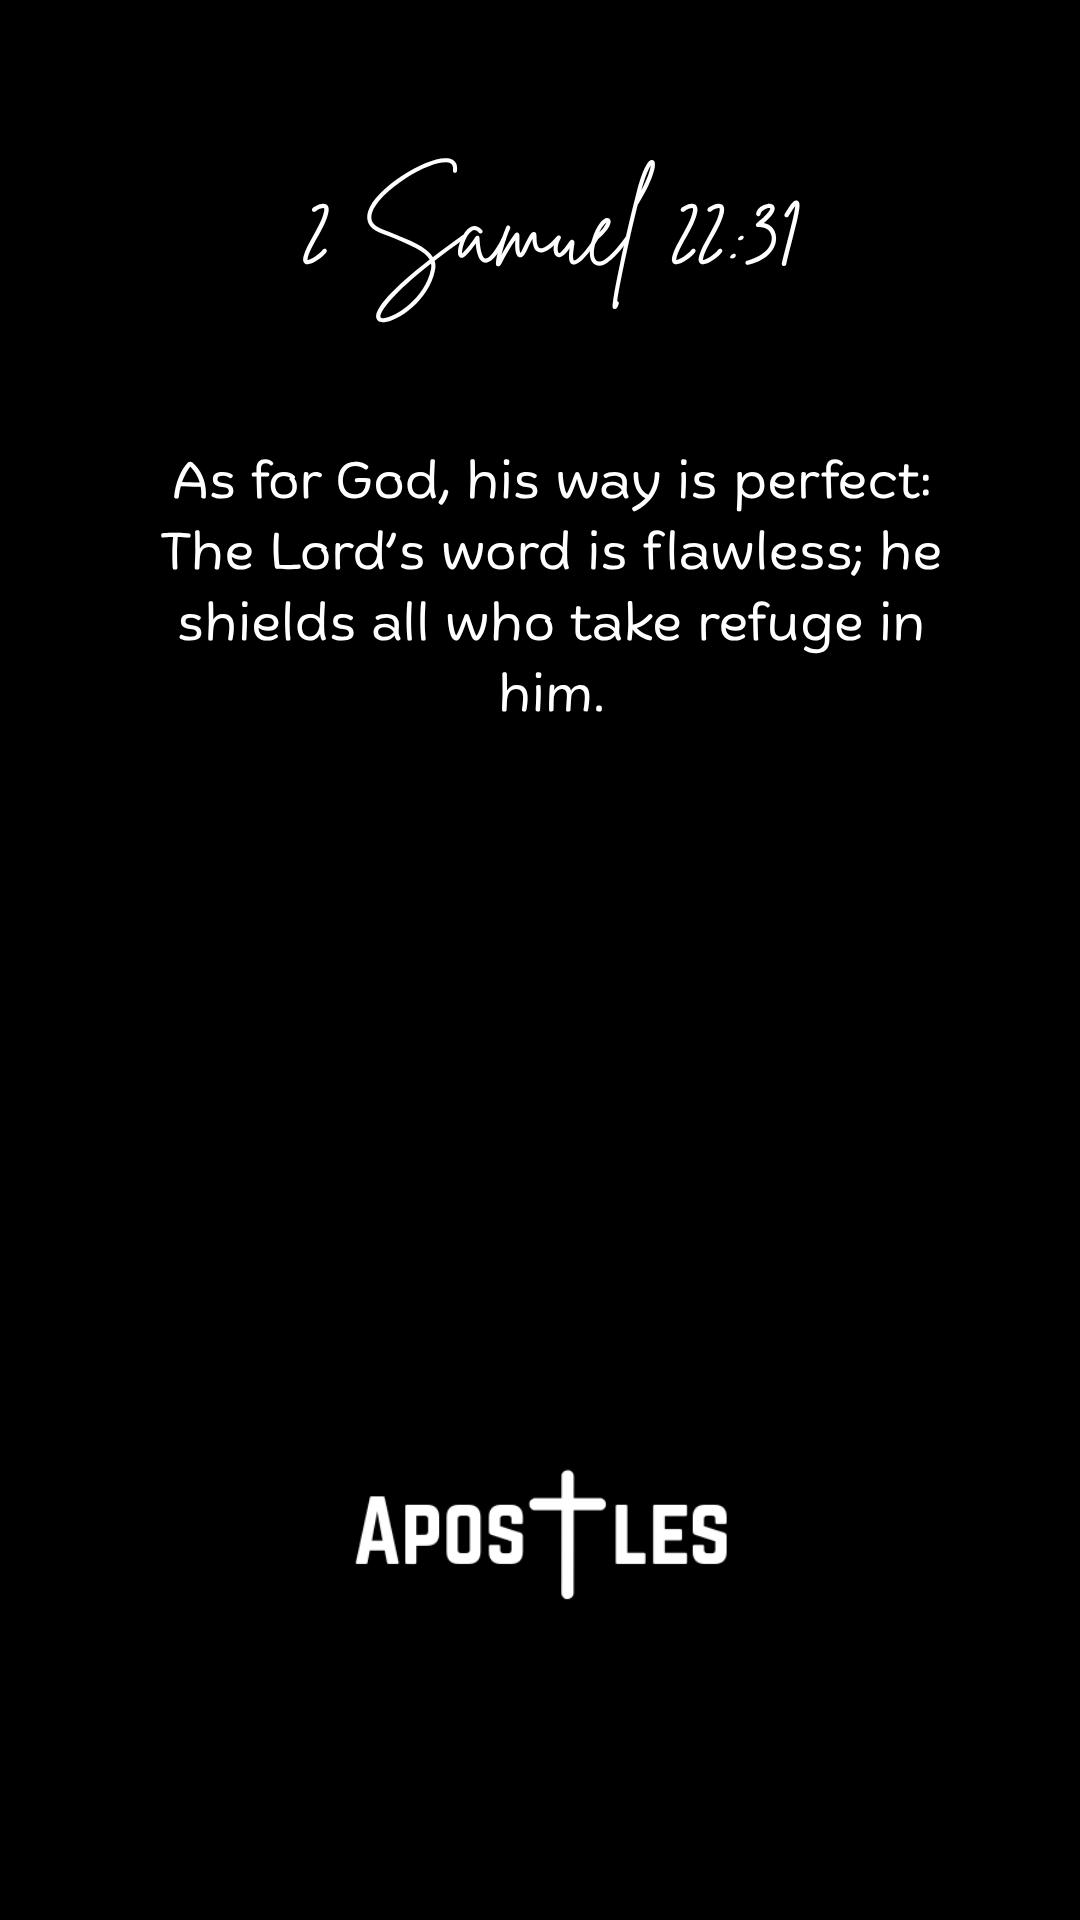 2 Samuel 22:31
As for God, his way is perfect:
The Lord's word is flawless; he
shields all who take refuge in
him.
APOSTLES